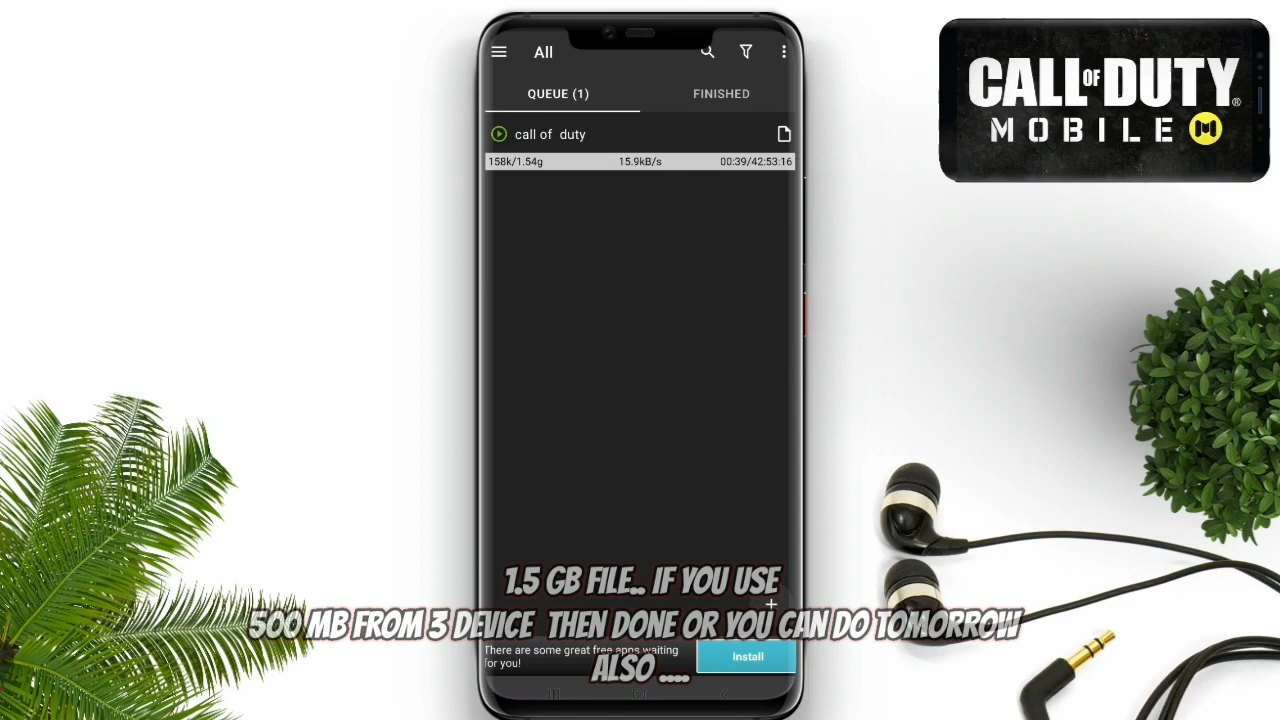 All
QUEUE (1)
FINISHED
call of duty
158k/1.54g
15.9kB/s
00:39/42:53:16
CALL OF DUTY®
MOBILE
1.5 GB FILE.. IF YOU USE
500 MB FROM 3 DEVICE THEN DONE OR YOU CAN DO TOMORROW
ALSO ....
There are some great free apps waiting
for you!
Install